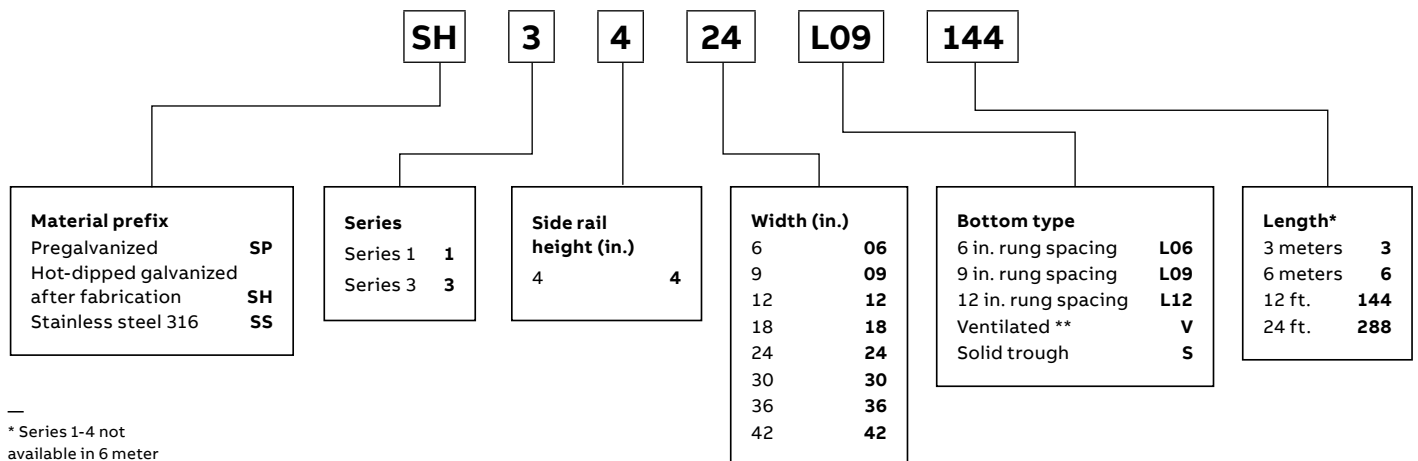 SH 3 4 24 L09 144
Material prefix
Pregalvanized SP
Hot-dipped galvanized
after fabrication SH
Stainless steel 316 SS
Series
Series 1 1
Series 3 3
Side rail
height (in.)
4 4
Width (in.)
6 06
9 09
12 12
18 18
24 24
30 30
36 36
42 42
Bottom type
6 in. rung spacing L06
9 in. rung spacing L09
12 in. rung spacing L12
Ventilated ** V
Solid trough S
Length*
3 meters 3
6 meters 6
12 ft. 144
24 ft. 288
—
* Series 1-4 not
available in 6 meter